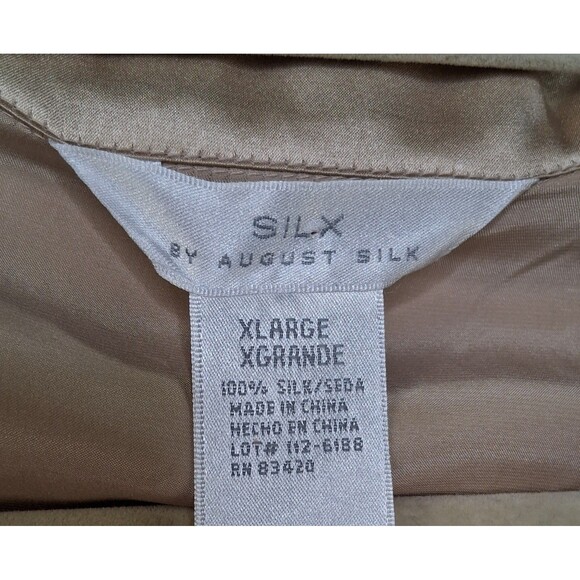 SILX
BY AUGUST SILK
XLARGE
XGRANDE
100% SILK/SEDA
MADE IN CHINA
HECHO EN CHINA
LOT# 112-6188
RN 83420